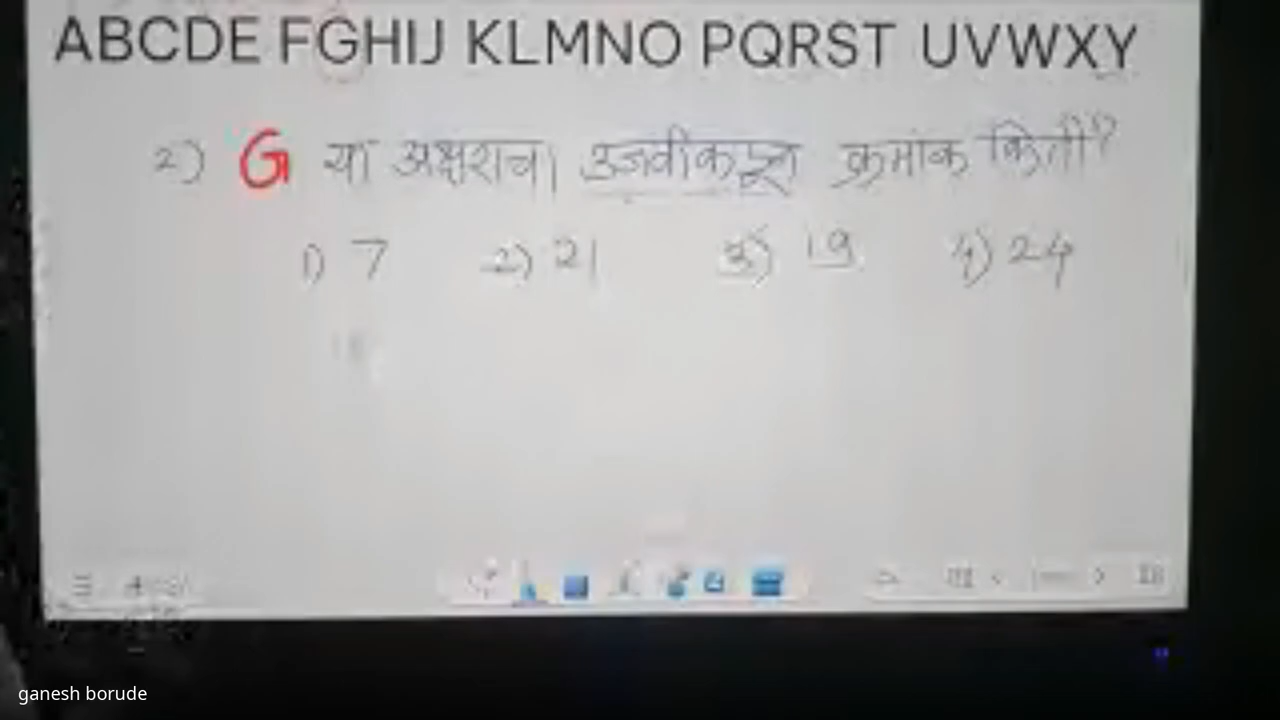 ABCDE FGHIJ KLMNO PQRST UVWXY
2) G या अक्षराचा उजवीकडून क्रमांक किती?
1) 7 2) 21 3) 19 4) 24
ganesh borude